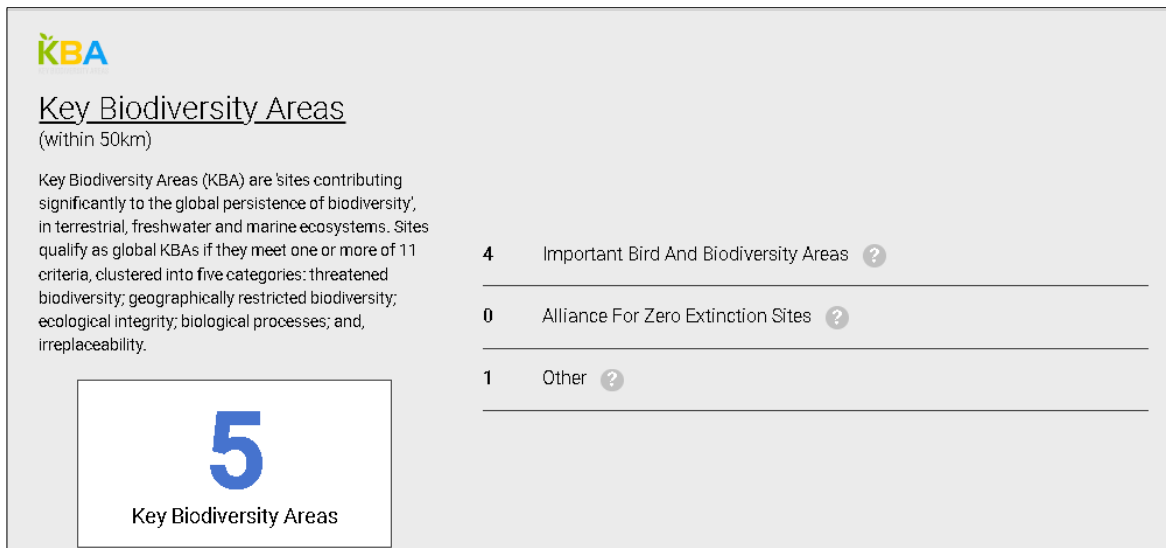 KBA
Key Biodiversity Areas
(within 50km)
Key Biodiversity Areas (KBA) are 'sites contributing
significantly to the global persistence of biodiversity',
in terrestrial, freshwater and marine ecosystems. Sites
qualify as global KBAs if they meet one or more of 11
criteria, clustered into five categories: threatened
biodiversity; geographically restricted biodiversity;
ecological integrity; biological processes; and,
irreplaceability.
4 Important Bird And Biodiversity Areas ?
0 Alliance For Zero Extinction Sites ?
1 Other ?
5
Key Biodiversity Areas